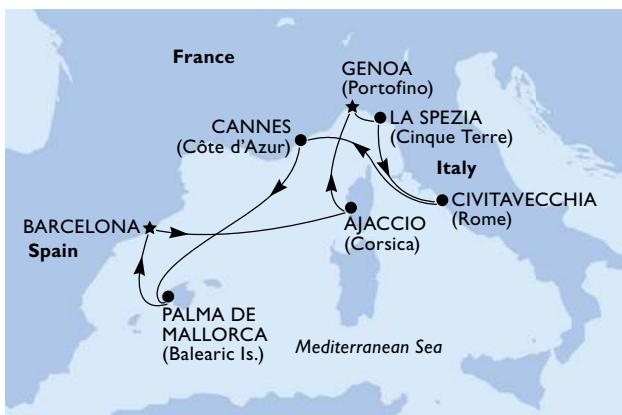 France
GENOA
(Portofino)
LA SPEZIA
(Cinque Terre)
CANNES
(Côte d'Azur)
Italy
CIVITAVECCHIA
(Rome)
BARCELONA
Spain
AJACCIO
(Corsica)
PALMA DE
MALLORCA
(Balearic Is.)
Mediterranean Sea